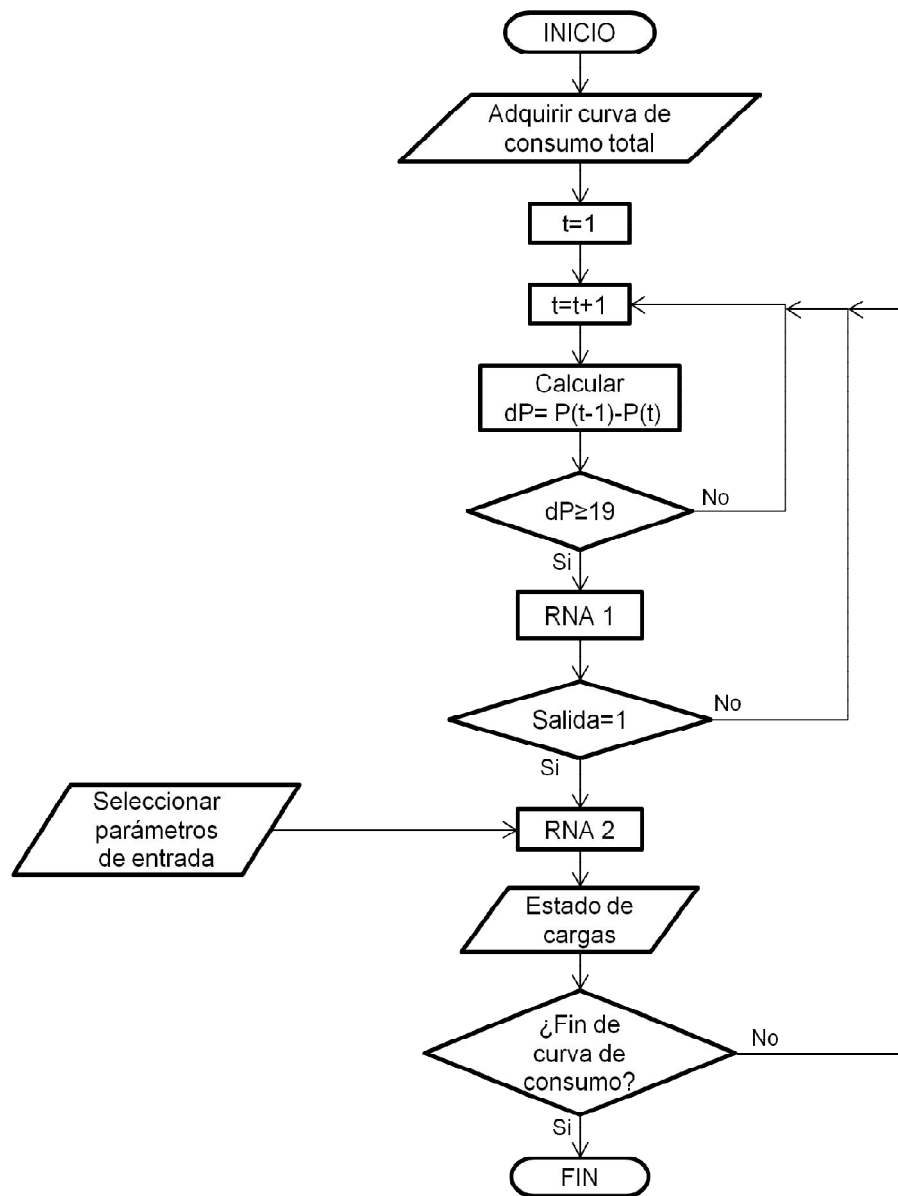 INICIO
Adquirir curva de
consumo total
t=1
t=t+1
Calcular
dP= P(t-1)-P(t)
dP≥19
No
Si
RNA 1
Salida=1
No
Si
Seleccionar
parámetros
de entrada
RNA 2
Estado de
cargas
¿Fin de
curva de
consumo?
No
Si
FIN